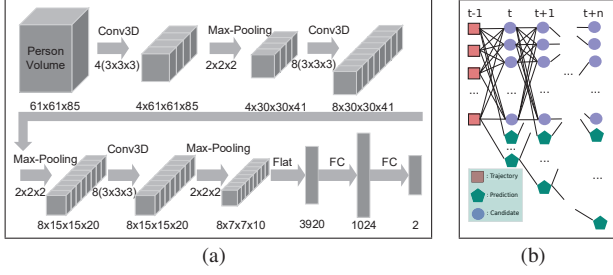 Person
Volume
Conv3D
4(3x3x3)
Max-Pooling
2x2x2
Conv3D
8(3x3x3)
61x61x85
4x61x61x85
4x30x30x41
8x30x30x41
Max-Pooling
2x2x2
Conv3D
8(3x3x3)
Max-Pooling
2x2x2
Flat
FC
FC
8x15x15x20
8x15x15x20
8x7x7x10
3920
1024
2
(a)
t-1
t
t+1
t+n
...
...
...
...
...
...
...
...
: Trajectory
: Prediction
: Candidate
(b)